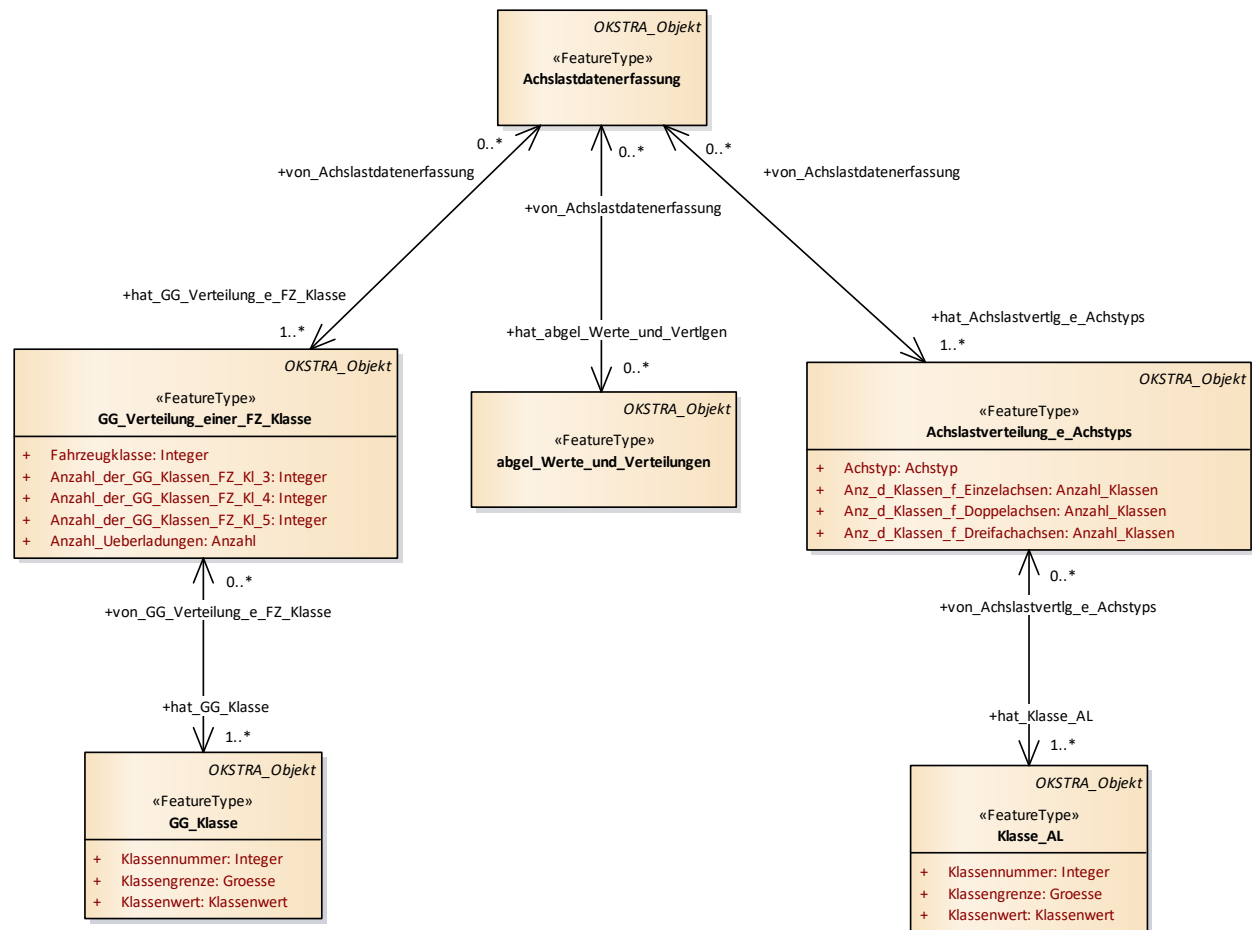 OKSTRA_Objekt
«FeatureType»
Achslastdatenerfassung
0..*
0..*
0..*
+von_Achslastdatenerfassung
+von_Achslastdatenerfassung
+von_Achslastdatenerfassung
+hat_GG_Verteilung_e_FZ_Klasse
+hat_abgel_Werte_und_Vertlgen
+hat_Achslastvertlg_e_Achstyps
1..*
0..*
1..*
OKSTRA_Objekt
«FeatureType»
GG_Verteilung_einer_FZ_Klasse
+ Fahrzeugklasse: Integer
+ Anzahl_der_GG_Klassen_FZ_Kl_3: Integer
+ Anzahl_der_GG_Klassen_FZ_Kl_4: Integer
+ Anzahl_der_GG_Klassen_FZ_Kl_5: Integer
+ Anzahl_Ueberladungen: Anzahl
OKSTRA_Objekt
«FeatureType»
abgel_Werte_und_Verteilungen
OKSTRA_Objekt
«FeatureType»
Achslastverteilung_e_Achstyps
+ Achstyp: Achstyp
+ Anz_d_Klassen_f_Einzelachsen: Anzahl_Klassen
+ Anz_d_Klassen_f_Doppelachsen: Anzahl_Klassen
+ Anz_d_Klassen_f_Dreifachachsen: Anzahl_Klassen
0..*
+von_GG_Verteilung_e_FZ_Klasse
+hat_GG_Klasse
1..*
0..*
+von_Achslastvertlg_e_Achstyps
+hat_Klasse_AL
1..*
OKSTRA_Objekt
«FeatureType»
GG_Klasse
+ Klassennummer: Integer
+ Klassengrenze: Groesse
+ Klassenwert: Klassenwert
OKSTRA_Objekt
«FeatureType»
Klasse_AL
+ Klassennummer: Integer
+ Klassengrenze: Groesse
+ Klassenwert: Klassenwert